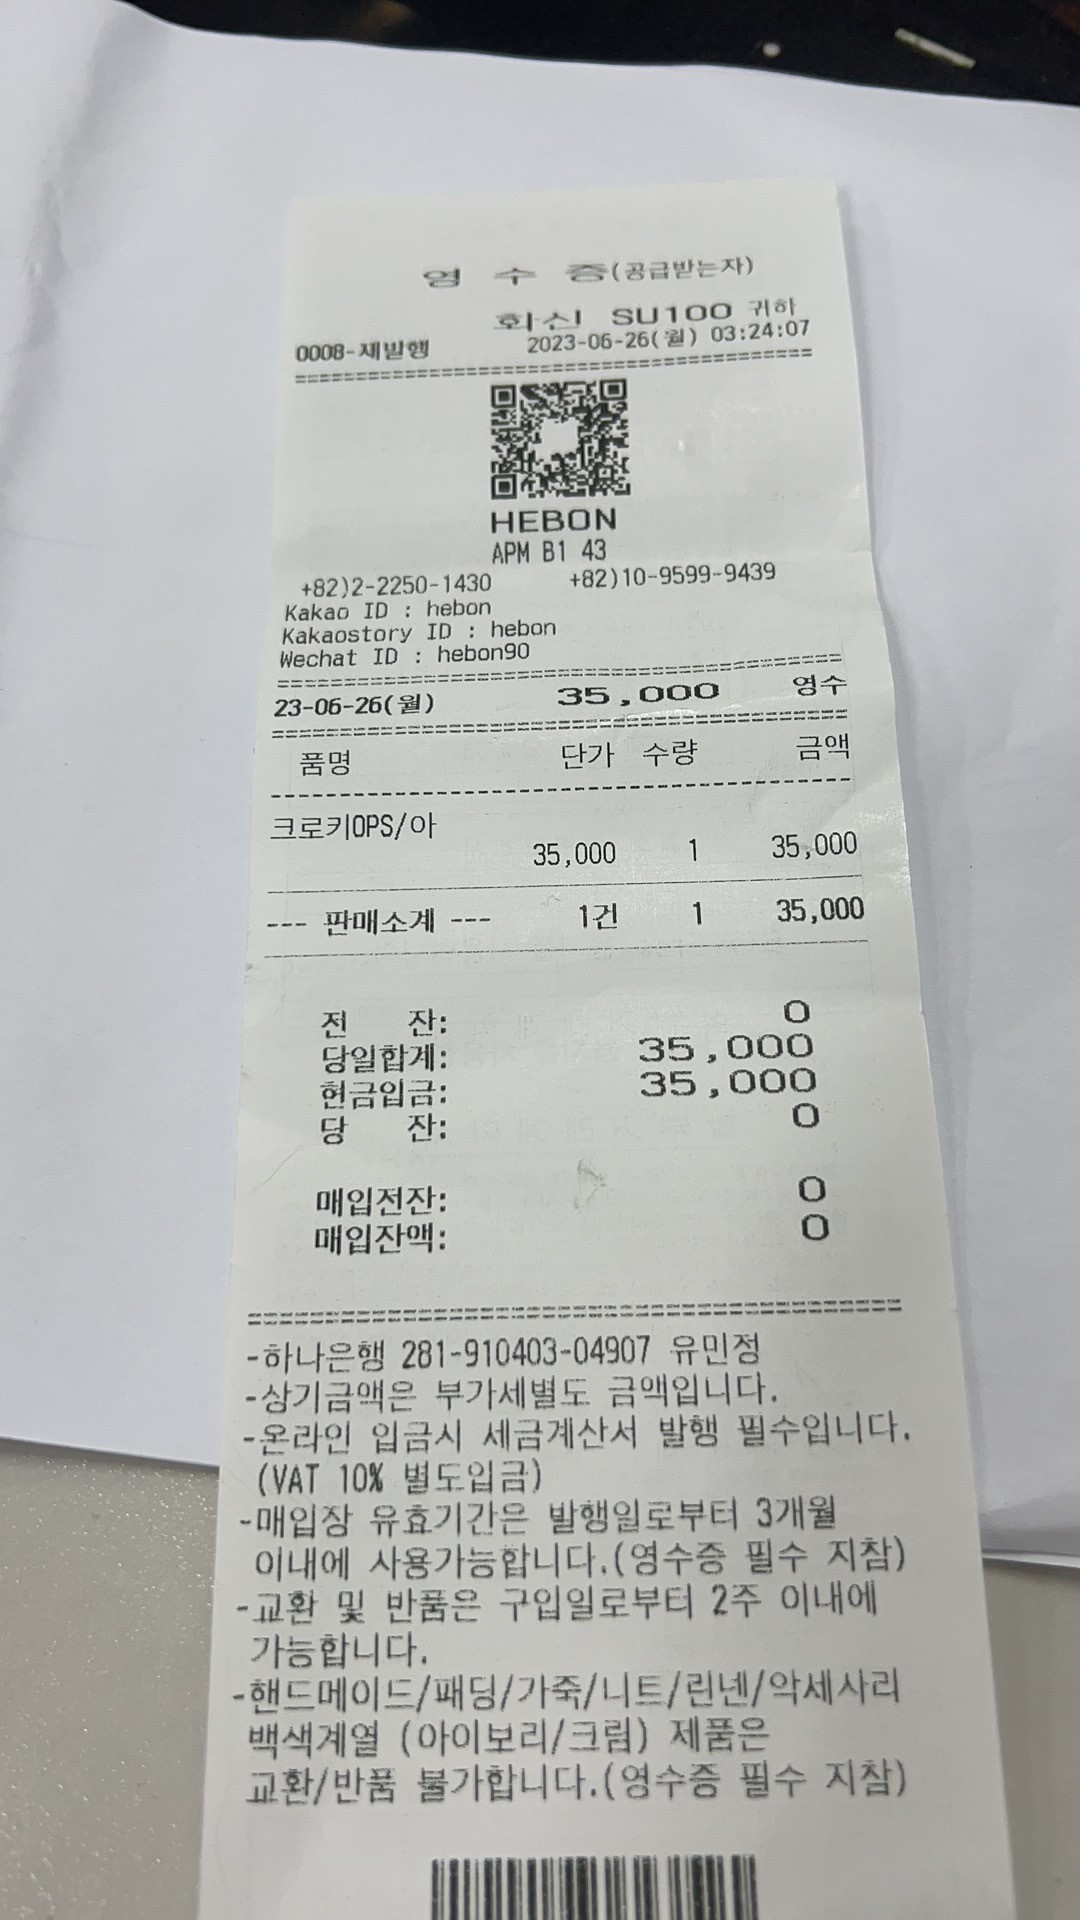 영 수 증(공급받는자)
화신 SU100 귀하
0008-재발행 2023-06-26(월) 03:24:07
HEBON
APM B1 43
+82)2-2250-1430 +82)10-9599-9439
Kakao ID : hebon
Kakaostory ID : hebon
Wechat ID : hebon90
23-06-26(월) 35,000 영수
품명 단가 수량 금액
크로키OPS/아
35,000 1 35,000
--- 판매소계 --- 1건 1 35,000
전 잔: 0
당일합계: 35,000
현금입금: 35,000
당 잔: 0
매입전잔: 0
매입잔액: 0
-하나은행 281-910403-04907 유민정
-상기금액은 부가세별도 금액입니다.
-온라인 입금시 세금계산서 발행 필수입니다.
(VAT 10% 별도입금)
-매입장 유효기간은 발행일로부터 3개월
이내에 사용가능합니다.(영수증 필수 지참)
-교환 및 반품은 구입일로부터 2주 이내에
가능합니다.
-핸드메이드/패딩/가죽/니트/린넨/악세사리
백색계열 (아이보리/크림) 제품은
교환/반품 불가합니다.(영수증 필수 지참)